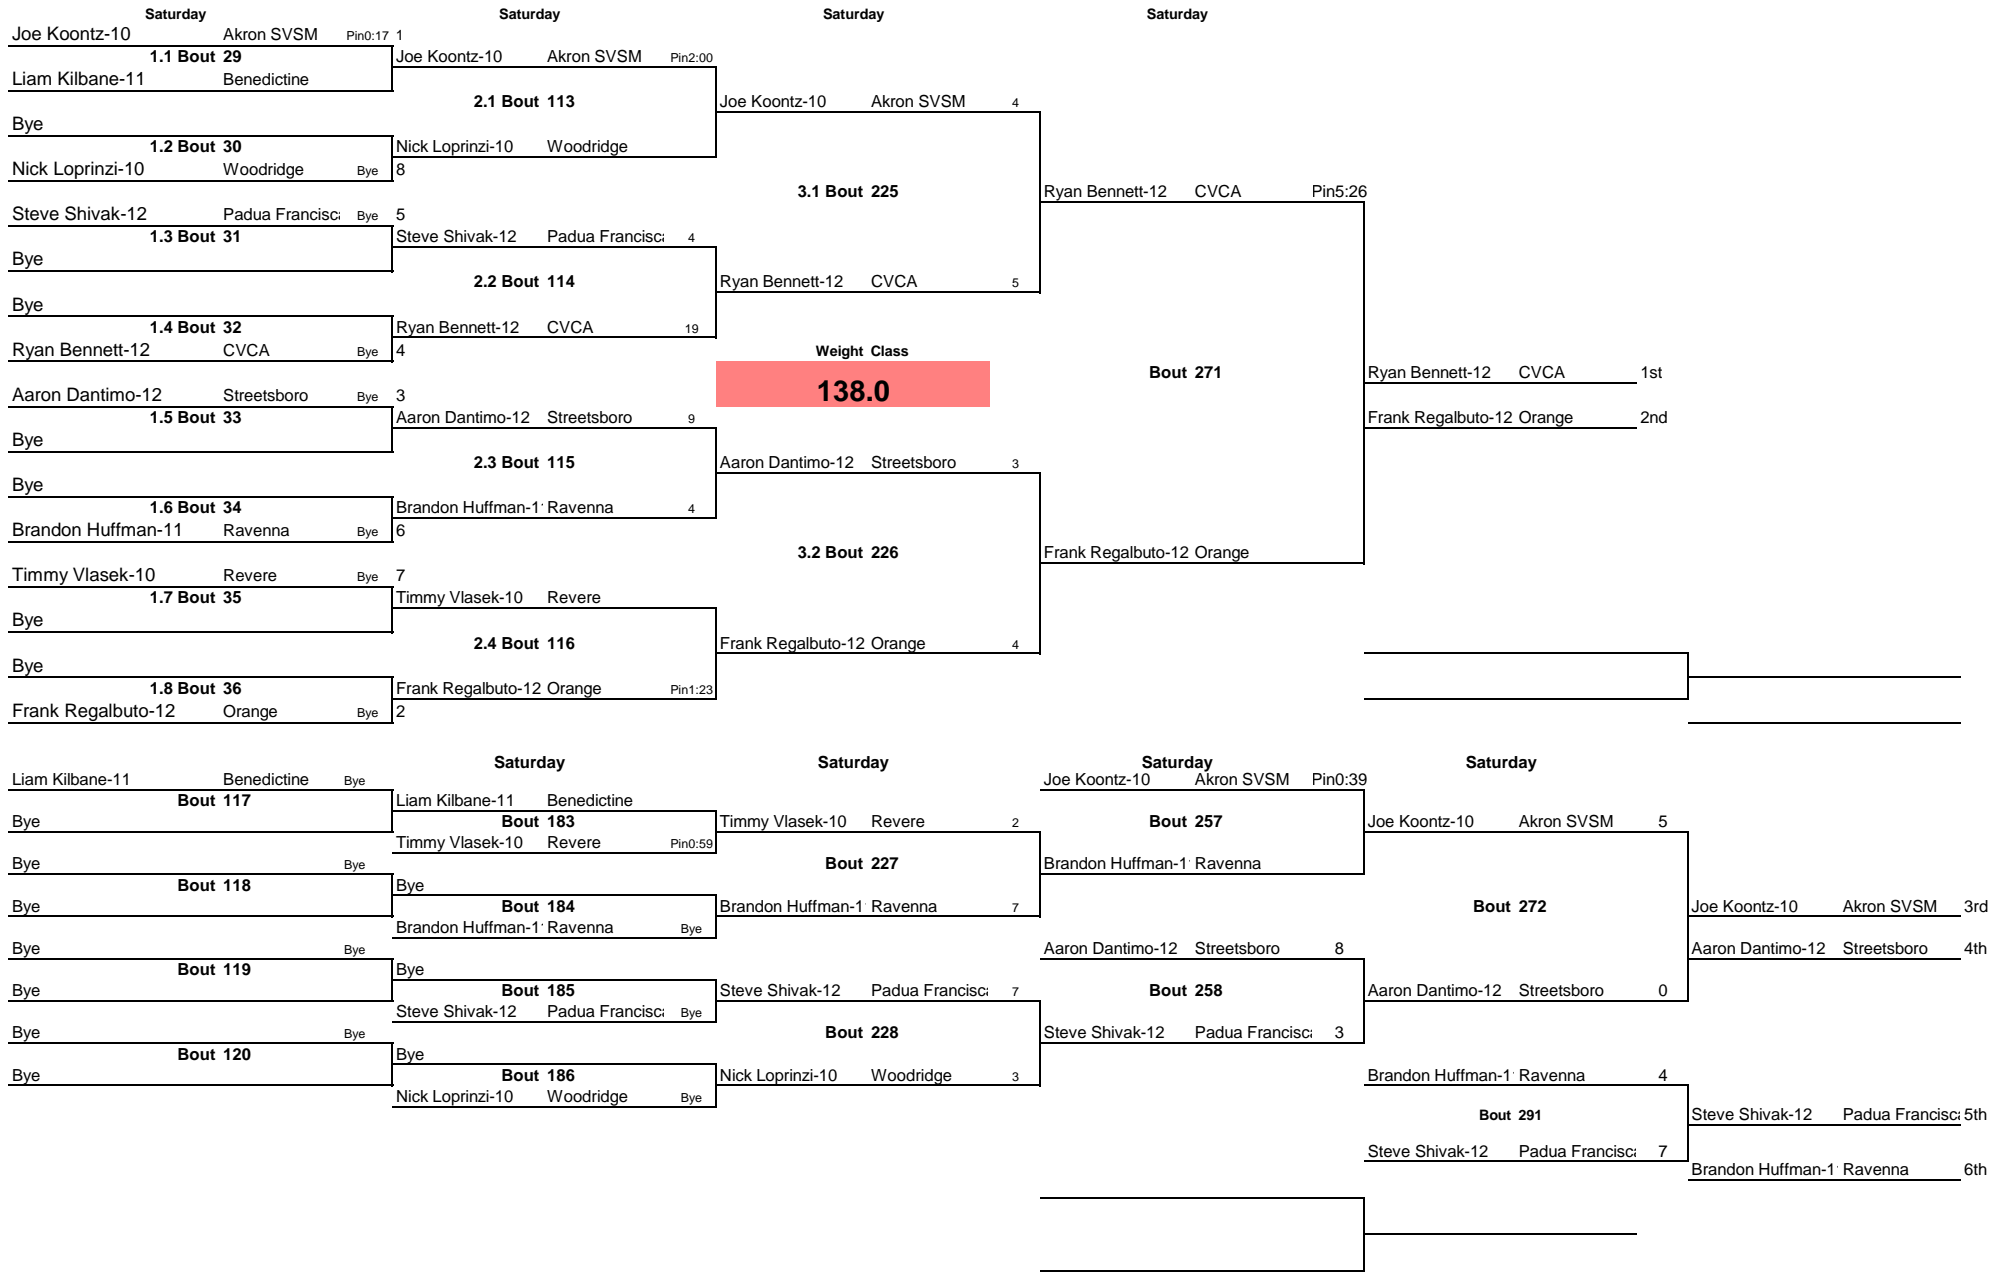 Saturday Saturday Saturday Saturday
Joe Koontz-10 Akron SVSM Pin0:17 1
1.1 Bout 29 Joe Koontz-10 Akron SVSM Pin2:00
Liam Kilbane-11 Benedictine
2.1 Bout 113 Joe Koontz-10 Akron SVSM 4
Bye
1.2 Bout 30 Nick Loprinzi-10 Woodridge
Nick Loprinzi-10 Woodridge Bye 8
3.1 Bout 225 Ryan Bennett-12 CVCA Pin5:26
Steve Shivak-12 Padua Francisc Bye 5
1.3 Bout 31 Steve Shivak-12 Padua Francisc 4
Bye
2.2 Bout 114 Ryan Bennett-12 CVCA 5
Bye
1.4 Bout 32 Ryan Bennett-12 CVCA 19
Ryan Bennett-12 CVCA Bye 4 Weight Class
Bout 271 Ryan Bennett-12 CVCA 1st
138.0
Aaron Dantimo-12 Streetsboro Bye 3
1.5 Bout 33 Aaron Dantimo-12 Streetsboro 9 Frank Regalbuto-12 Orange 2nd
Bye
2.3 Bout 115 Aaron Dantimo-12 Streetsboro 3
Bye
1.6 Bout 34 Brandon Huffman-1 Ravenna 4
Brandon Huffman-11 Ravenna Bye 6
3.2 Bout 226 Frank Regalbuto-12 Orange
Timmy Vlasek-10 Revere Bye 7
1.7 Bout 35 Timmy Vlasek-10 Revere
Bye
2.4 Bout 116 Frank Regalbuto-12 Orange 4
Bye
1.8 Bout 36 Frank Regalbuto-12 Orange Pin1:23
Frank Regalbuto-12 Orange Bye 2
Saturday Saturday Saturday Saturday
Liam Kilbane-11 Benedictine Bye Joe Koontz-10 Akron SVSM Pin0:39
Bout 117 Liam Kilbane-11 Benedictine
Bye Bout 183 Timmy Vlasek-10 Revere 2 Bout 257 Joe Koontz-10 Akron SVSM 5
Timmy Vlasek-10 Revere Pin0:59
Bye Bye Bout 227 Brandon Huffman-1 Ravenna
Bout 118 Bye
Bye Bout 184 Brandon Huffman-1 Ravenna 7 Bout 272 Joe Koontz-10 Akron SVSM 3rd
Brandon Huffman-1 Ravenna Bye
Bye Bye Aaron Dantimo-12 Streetsboro 8 Aaron Dantimo-12 Streetsboro 4th
Bout 119 Bye
Bye Bout 185 Steve Shivak-12 Padua Francisc 7 Bout 258 Aaron Dantimo-12 Streetsboro 0
Steve Shivak-12 Padua Francisc Bye
Bye Bye Bout 228 Steve Shivak-12 Padua Francisc 3
Bout 120 Bye
Bye Bout 186 Nick Loprinzi-10 Woodridge 3 Brandon Huffman-1 Ravenna 4
Nick Loprinzi-10 Woodridge Bye
Bout 291 Steve Shivak-12 Padua Francisc 5th
Steve Shivak-12 Padua Francisc 7
Brandon Huffman-1 Ravenna 6th